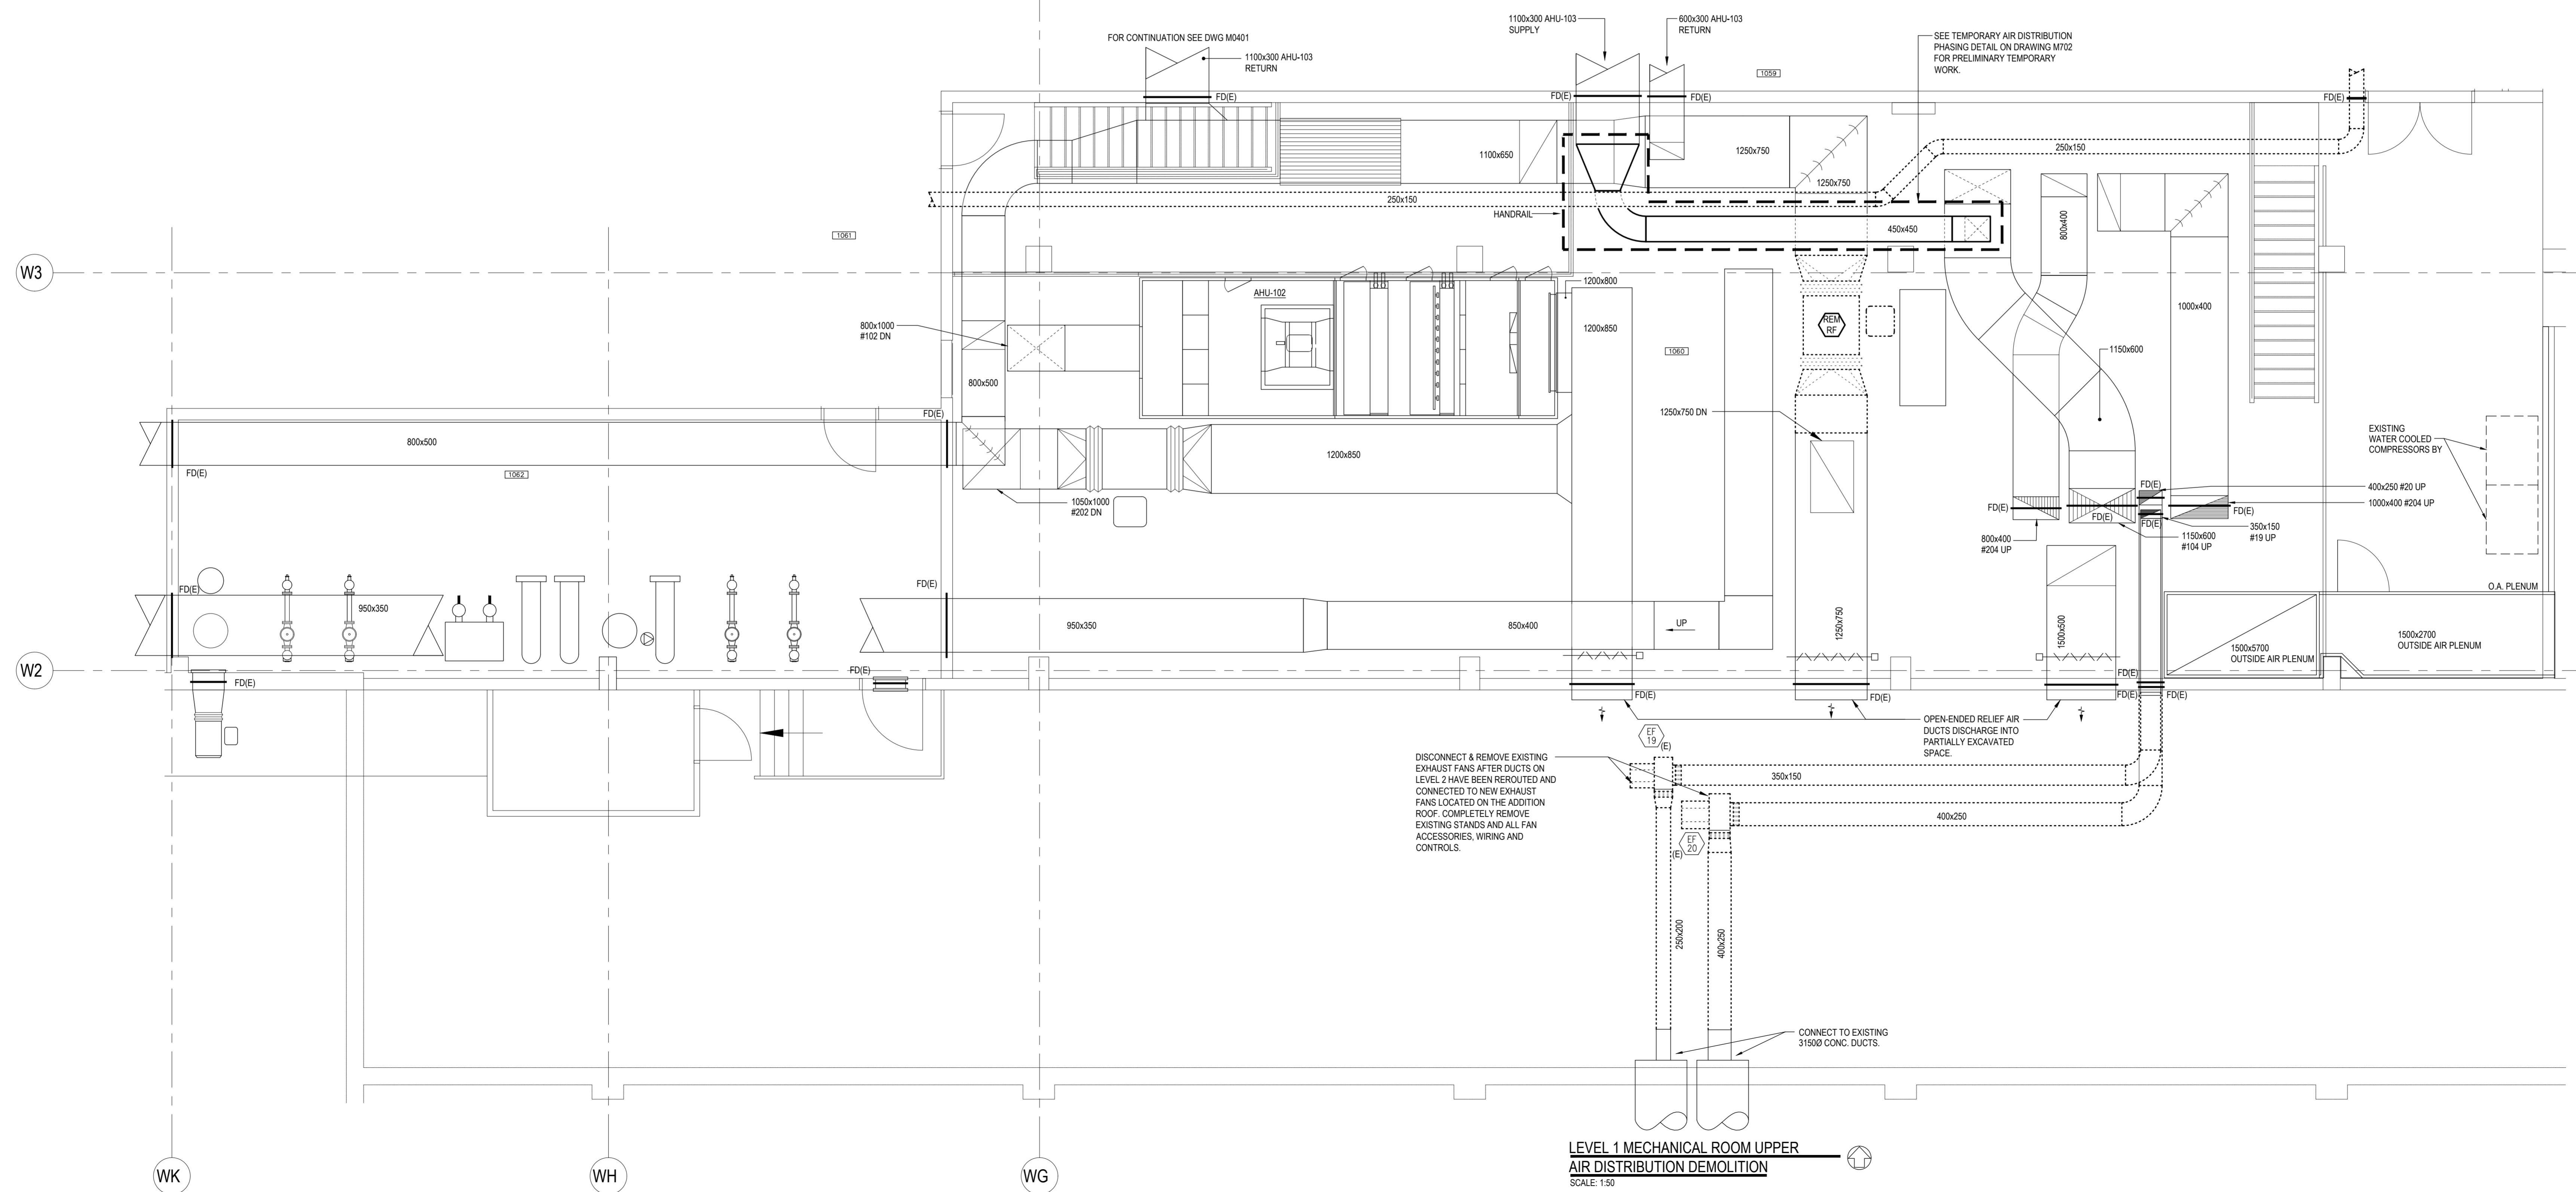 1100x300 AHU-103
SUPPLY
600x300 AHU-103
RETURN
FOR CONTINUATION SEE DWG M0401
1100x300 AHU-103
RETURN
SEE TEMPORARY AIR DISTRIBUTION
PHASING DETAIL ON DRAWING M702
FOR PRELIMINARY TEMPORARY
WORK.
1059
FD(E)
FD(E)
FD(E)
FD(E)
1100x650
1250x750
250x150
1250x750
250x150
HANDRAIL
450x450
800x400
1061
W3
AHU-102
1200x800
1000x400
800x1000
#102 DN
1200x850
REM
RF
1060
1150x600
800x500
FD(E)
1250x750 DN
800x500
EXISTING
WATER COOLED
COMPRESSORS BY
1200x850
FD(E)
1062
1050x1000
#202 DN
FD(E)
400x250 #20 UP
1000x400 #204 UP
FD(E)
FD(E)
FD(E)
FD(E)
350x150
#19 UP
800x400
#204 UP
1150x600
#104 UP
FD(E)
FD(E)
O.A. PLENUM
950x350
950x350
850x400
UP
1250x750
1500x500
1500x2700
OUTSIDE AIR PLENUM
1500x5700
OUTSIDE AIR PLENUM
W2
FD(E)
FD(E)
FD(E)
FD(E)
FD(E)
FD(E)
FD(E)
OPEN-ENDED RELIEF AIR
DUCTS DISCHARGE INTO
PARTIALLY EXCAVATED
SPACE.
EF
19
(E)
DISCONNECT & REMOVE EXISTING
EXHAUST FANS AFTER DUCTS ON
LEVEL 2 HAVE BEEN REROUTED AND
CONNECTED TO NEW EXHAUST
FANS LOCATED ON THE ADDITION
ROOF. COMPLETELY REMOVE
EXISTING STANDS AND ALL FAN
ACCESSORIES, WIRING AND
CONTROLS.
350x150
400x250
EF
20
(E)
250x200
400x250
CONNECT TO EXISTING
3150Ø CONC. DUCTS.
LEVEL 1 MECHANICAL ROOM UPPER
AIR DISTRIBUTION DEMOLITION
SCALE: 1:50
WK
WH
WG